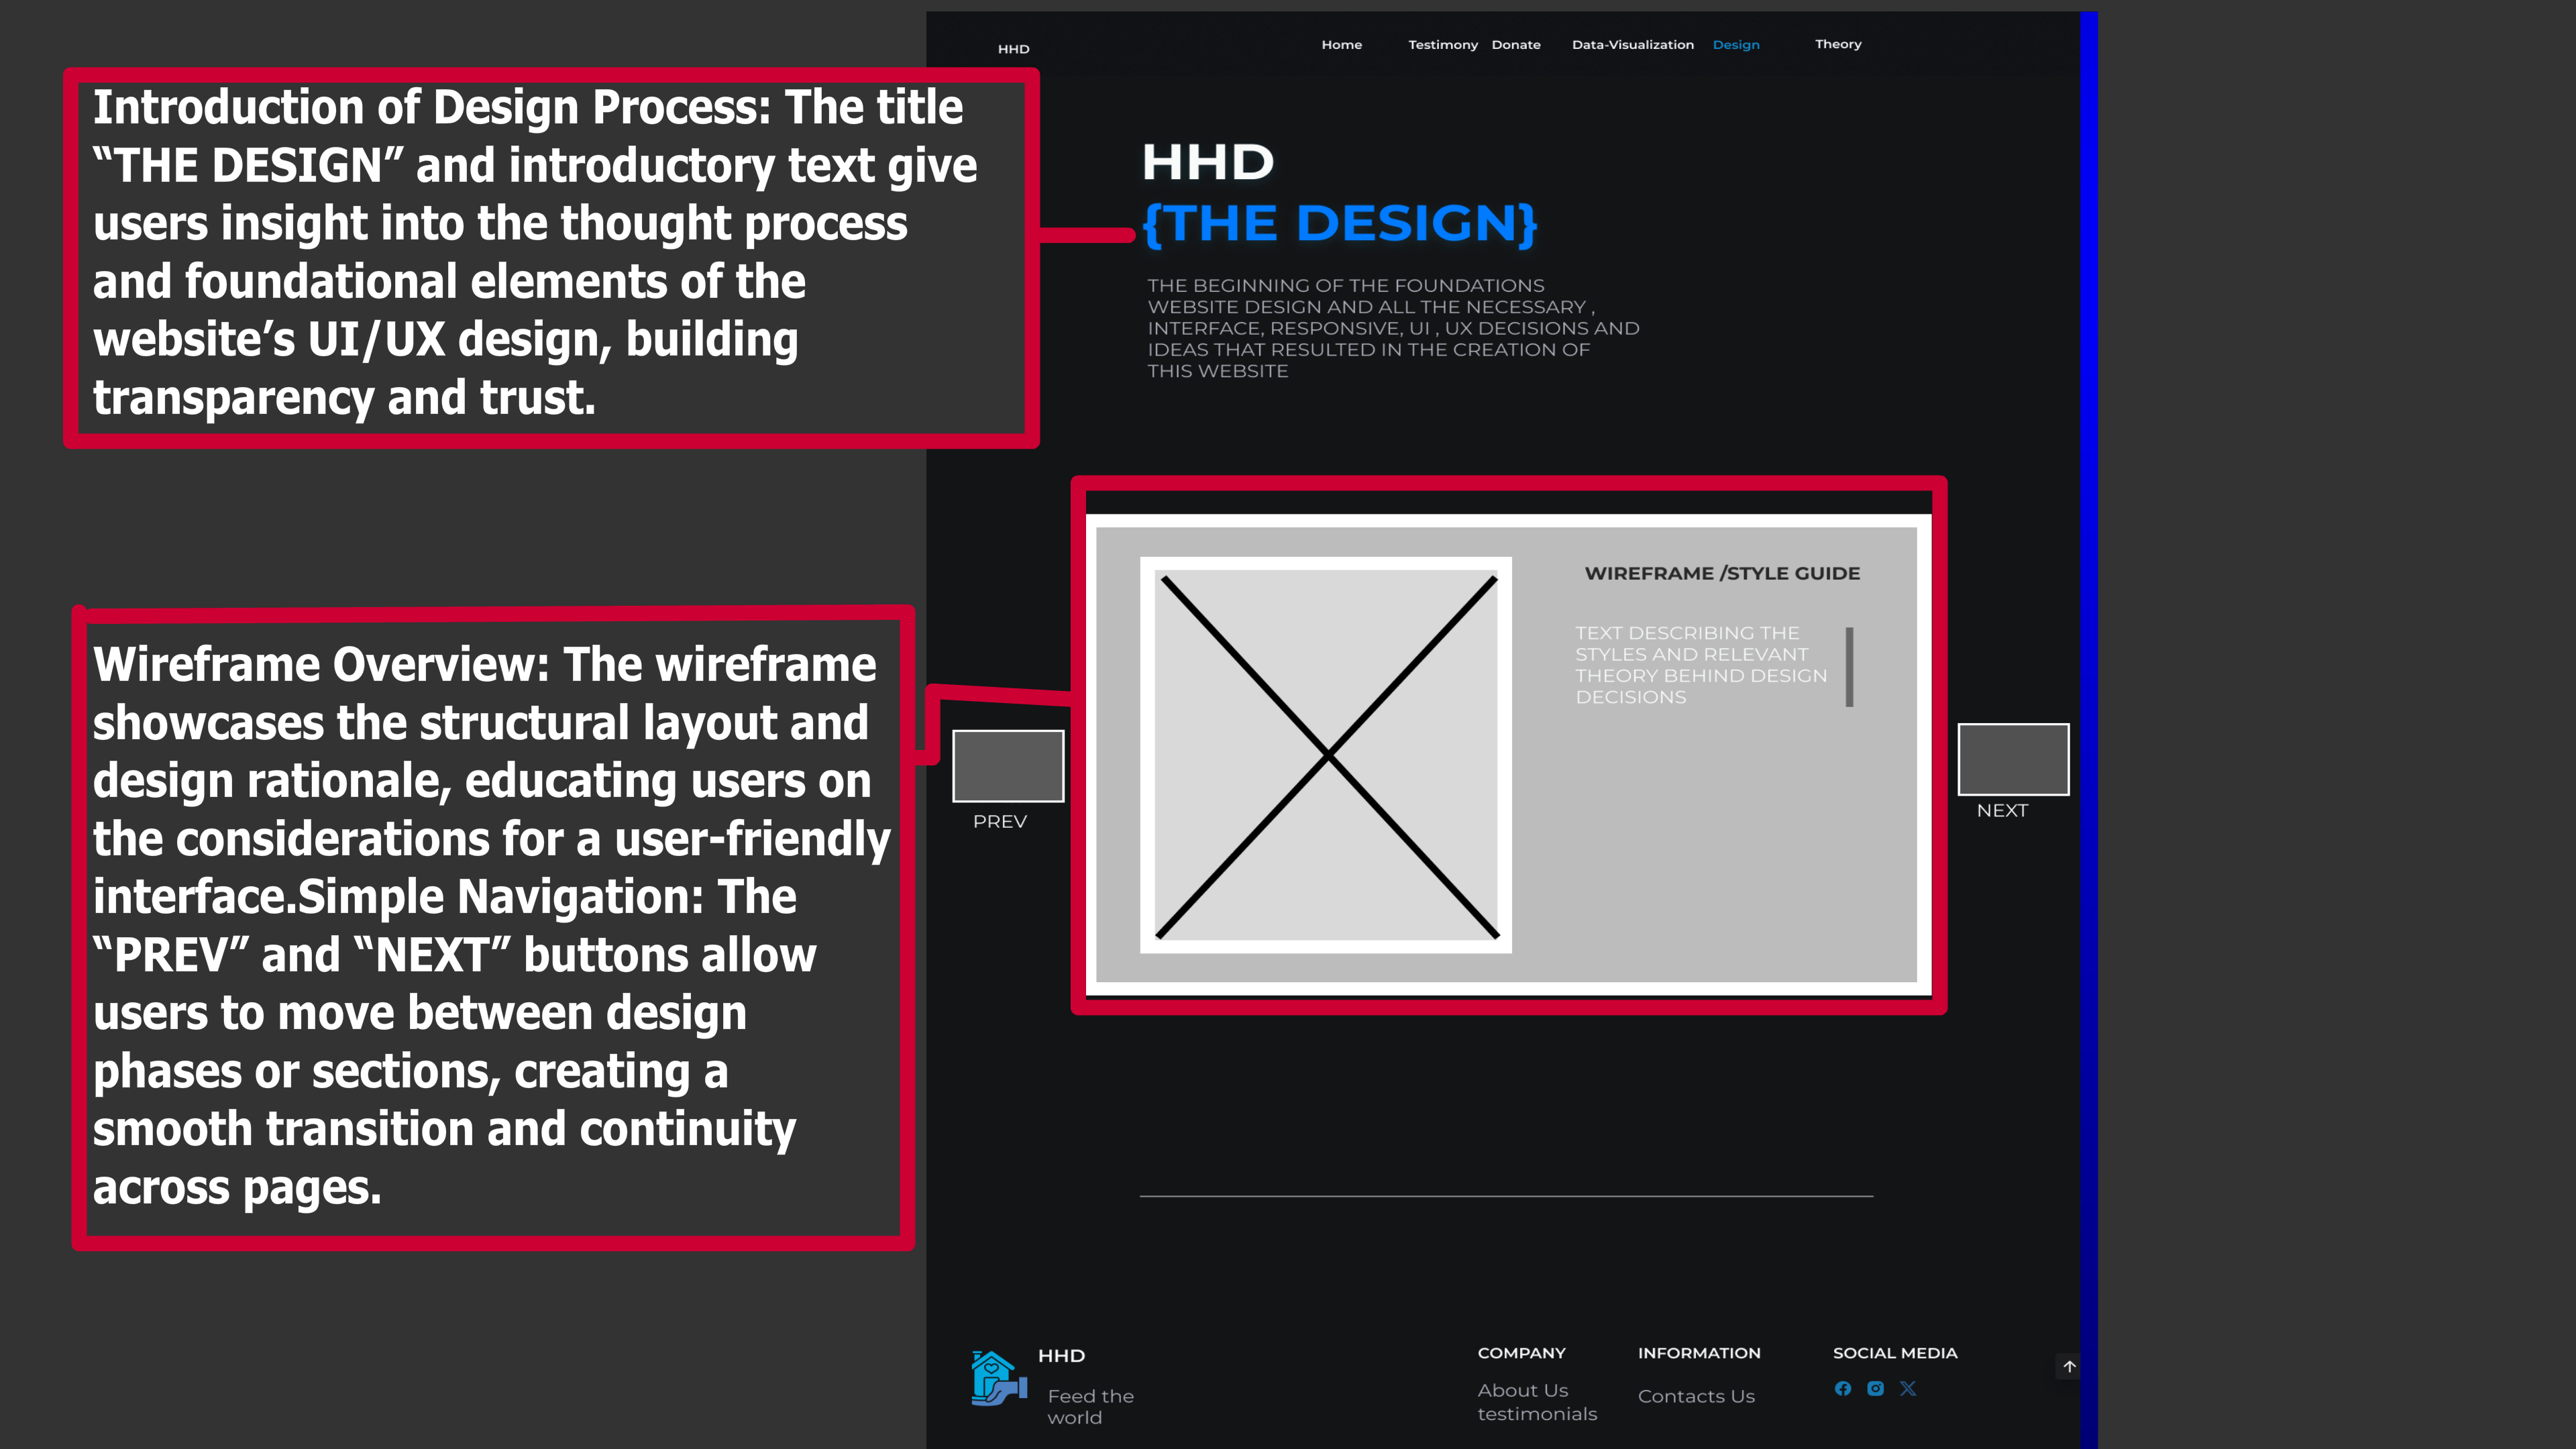 HHD
Home Testimony Donate Data-Visualization Design Theory
Introduction of Design Process: The title
“THE DESIGN” and introductory text give
users insight into the thought process
and foundational elements of the
website’s UI/UX design, building
transparency and trust.
HHD
{THE DESIGN}
THE BEGINNING OF THE FOUNDATIONS
WEBSITE DESIGN AND ALL THE NECESSARY ,
INTERFACE, RESPONSIVE, UI , UX DECISIONS AND
IDEAS THAT RESULTED IN THE CREATION OF
THIS WEBSITE
Wireframe Overview: The wireframe
showcases the structural layout and
design rationale, educating users on
the considerations for a user-friendly
interface.Simple Navigation: The
“PREV” and “NEXT” buttons allow
users to move between design
phases or sections, creating a
smooth transition and continuity
across pages.
WIREFRAME /STYLE GUIDE
TEXT DESCRIBING THE
STYLES AND RELEVANT
THEORY BEHIND DESIGN
DECISIONS
PREV
NEXT
HHD
Feed the
world
COMPANY
About Us
testimonials
INFORMATION
Contacts Us
SOCIAL MEDIA